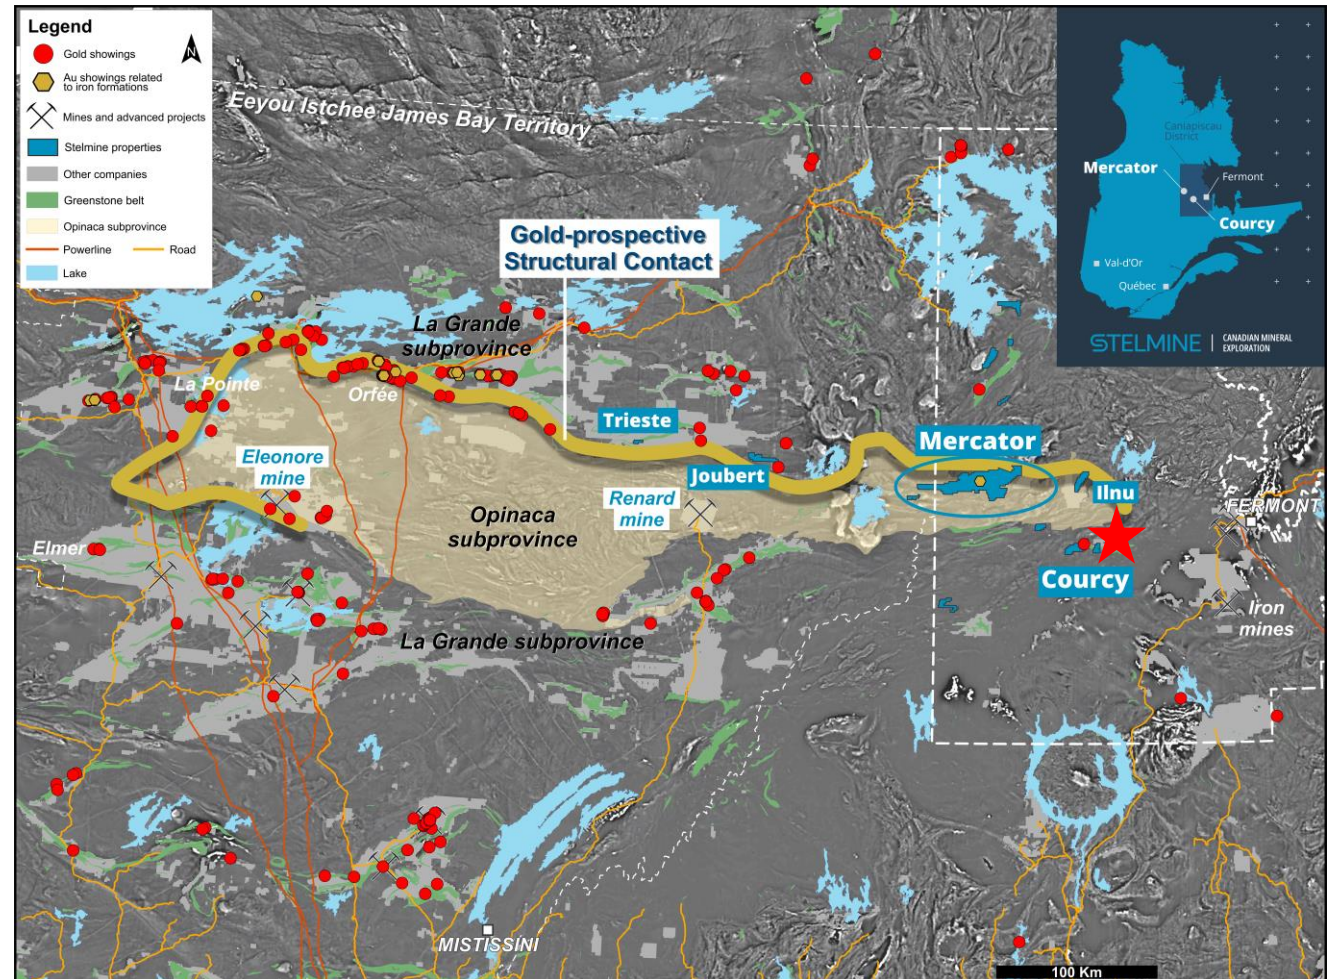 Legend
N
Gold showings
Au showings related
to iron formations
Mines and advanced projects
Stelmine properties
Other companies
Greenstone belt
Opinaca subprovince
Powerline
Road
Lake
Eeyou Istchee James Bay Territory
Caniapiscau
District
Mercator
Fermont
Courcy
Val-d'Or
Québec
STELMINE
CANADIAN MINERAL
EXPLORATION
Gold-prospective
Structural Contact
La Grande
subprovince
La Pointe
Orfée
Trieste
Mercator
Joubert
Ilnu
Eleonore
mine
Renard
mine
FERMONT
Opinaca
subprovince
Elmer
Courcy
Iron
mines
La Grande subprovince
MISTISSINI
100 Km